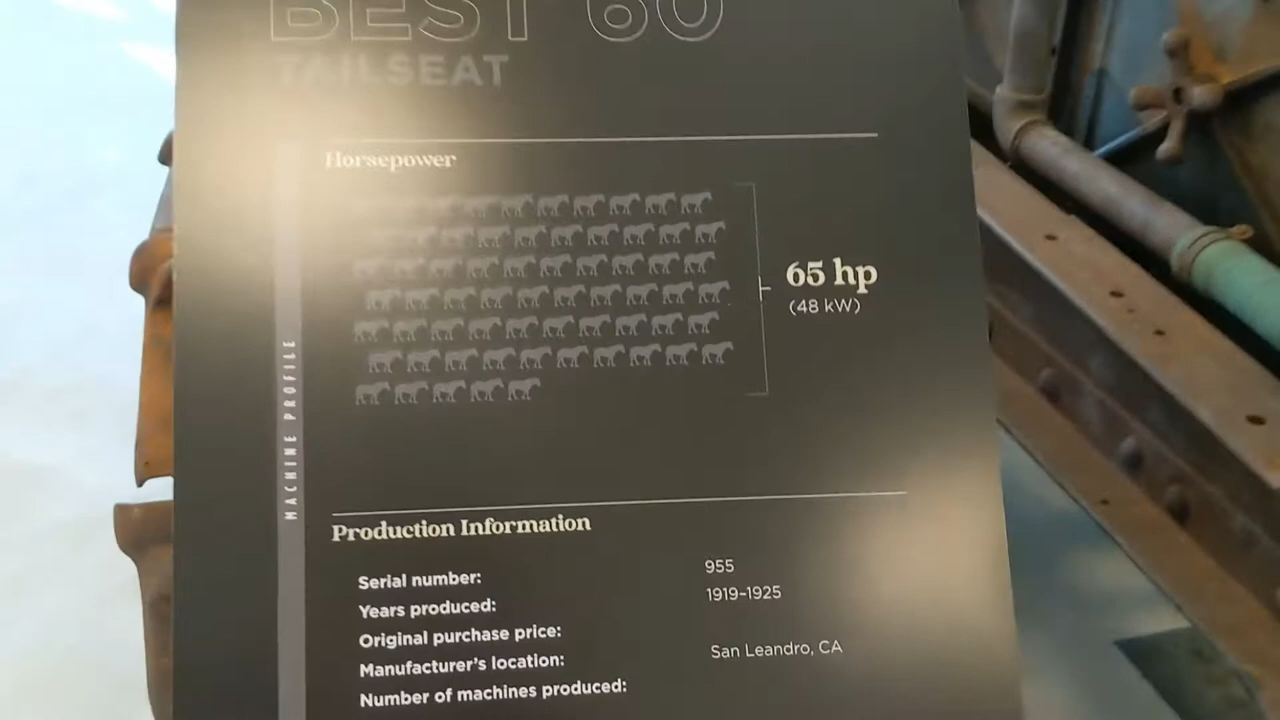 BEST 60
TAILSEAT
Horsepower
65 hp
(48 kW)
MACHINE PROFILE
Production Information
Serial number: 955
Years produced: 1919–1925
Original purchase price:
Manufacturer's location: San Leandro, CA
Number of machines produced: